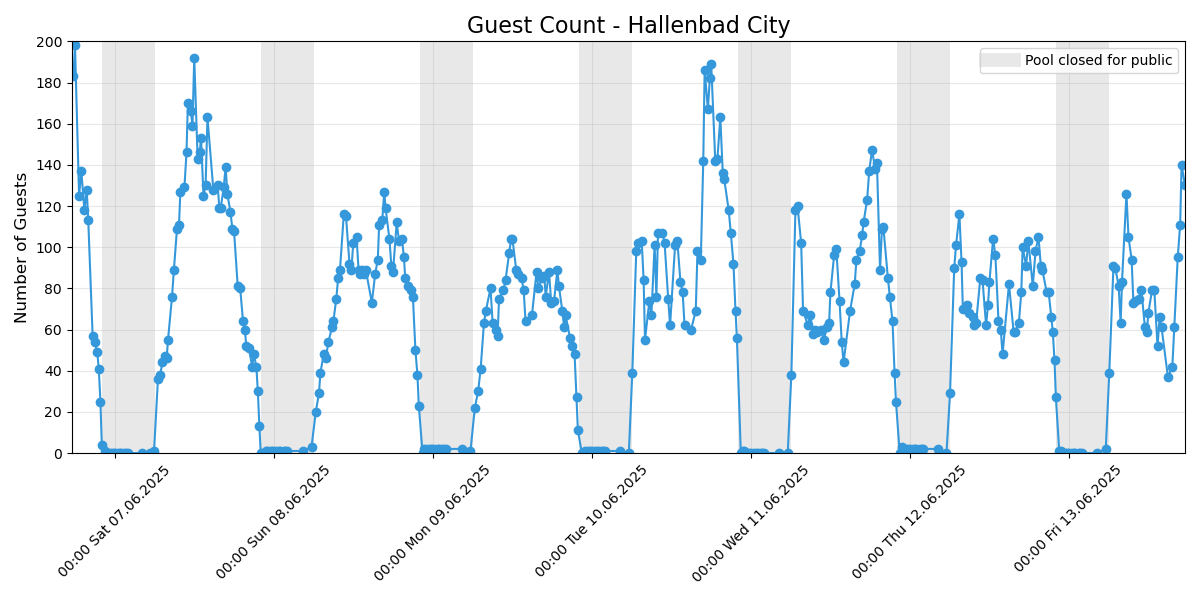 Guest Count - Hallenbad City
Pool closed for public
Number of Guests
200
180
160
140
120
100
80
60
40
20
0
00:00 Sat 07.06.2025
00:00 Sun 08.06.2025
00:00 Mon 09.06.2025
00:00 Tue 10.06.2025
00:00 Wed 11.06.2025
00:00 Thu 12.06.2025
00:00 Fri 13.06.2025